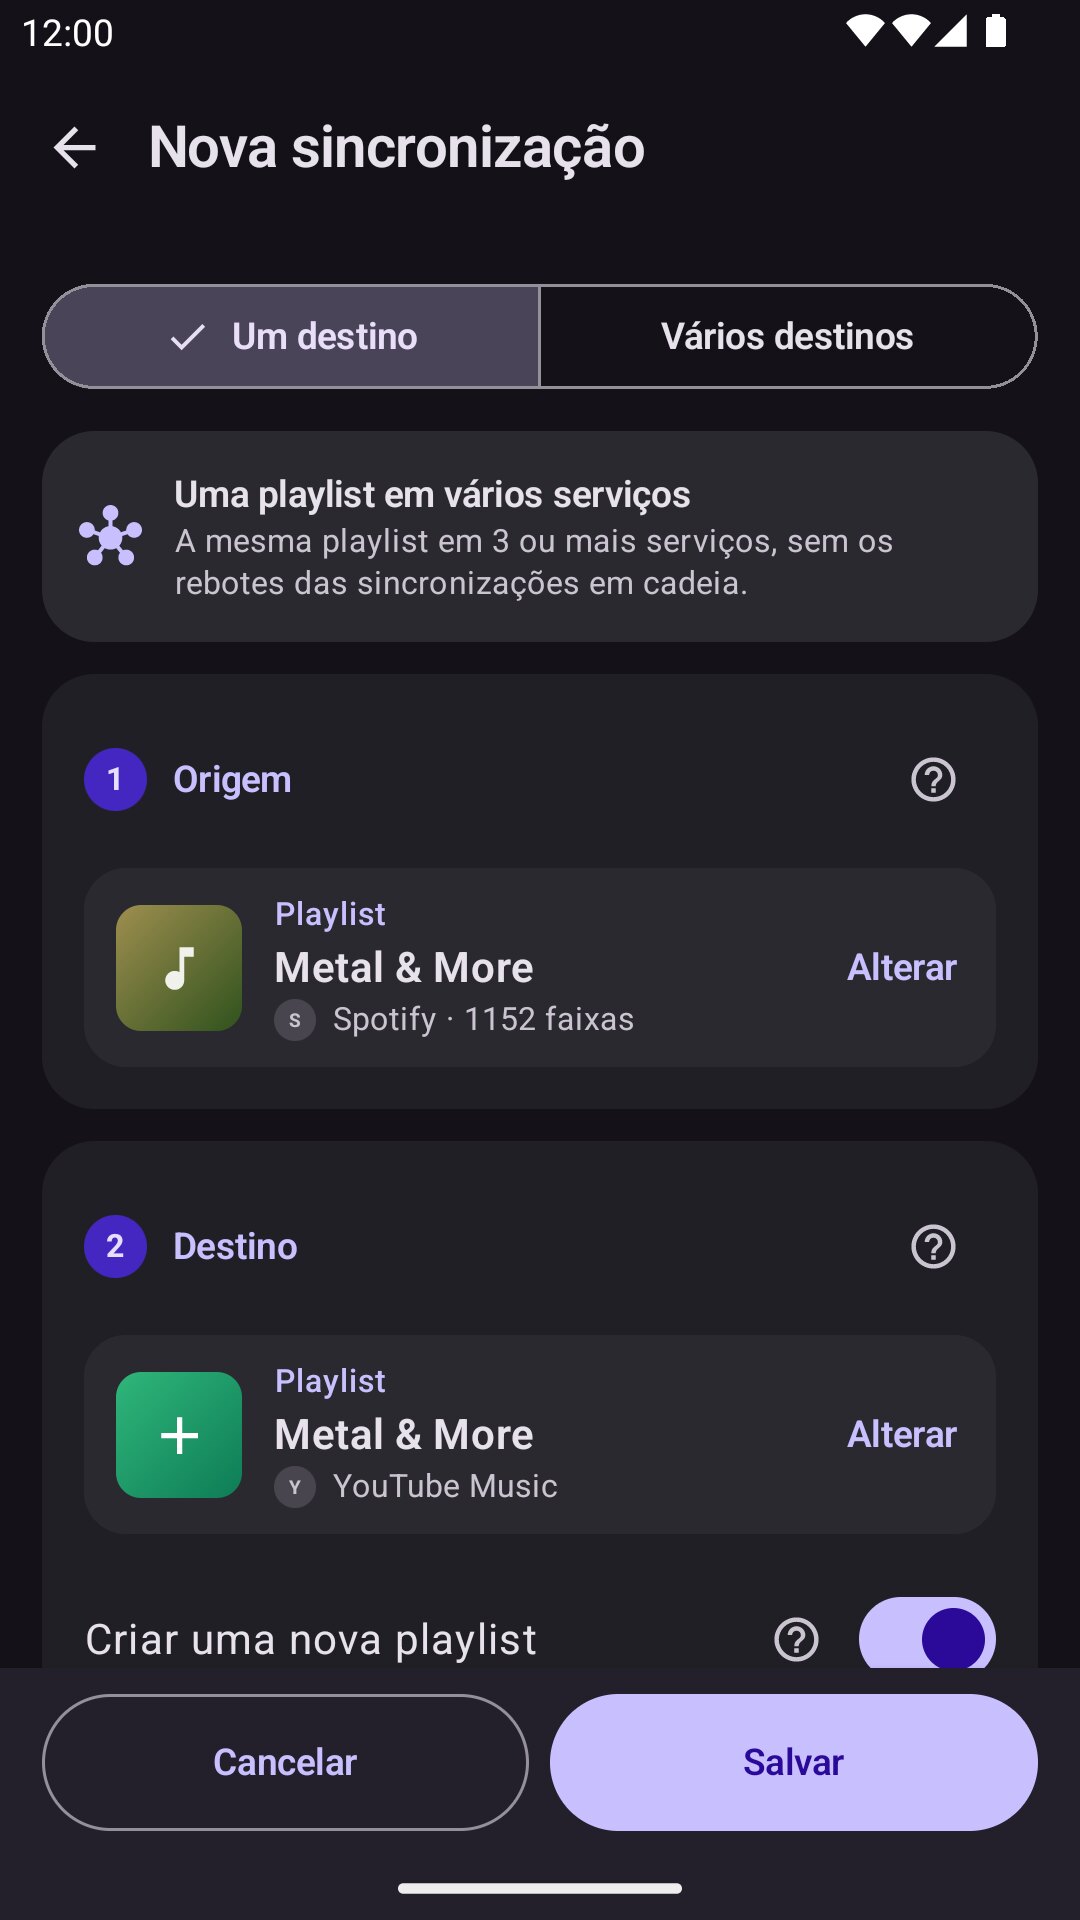 12:00
Nova sincronização
Um destino
Vários destinos
Uma playlist em vários serviços
A mesma playlist em 3 ou mais serviços, sem os
rebotes das sincronizações em cadeia.
1 Origem
Playlist
Metal & More
Alterar
S Spotify · 1152 faixas
2 Destino
Playlist
Metal & More
Alterar
Y YouTube Music
Criar uma nova playlist
Cancelar
Salvar